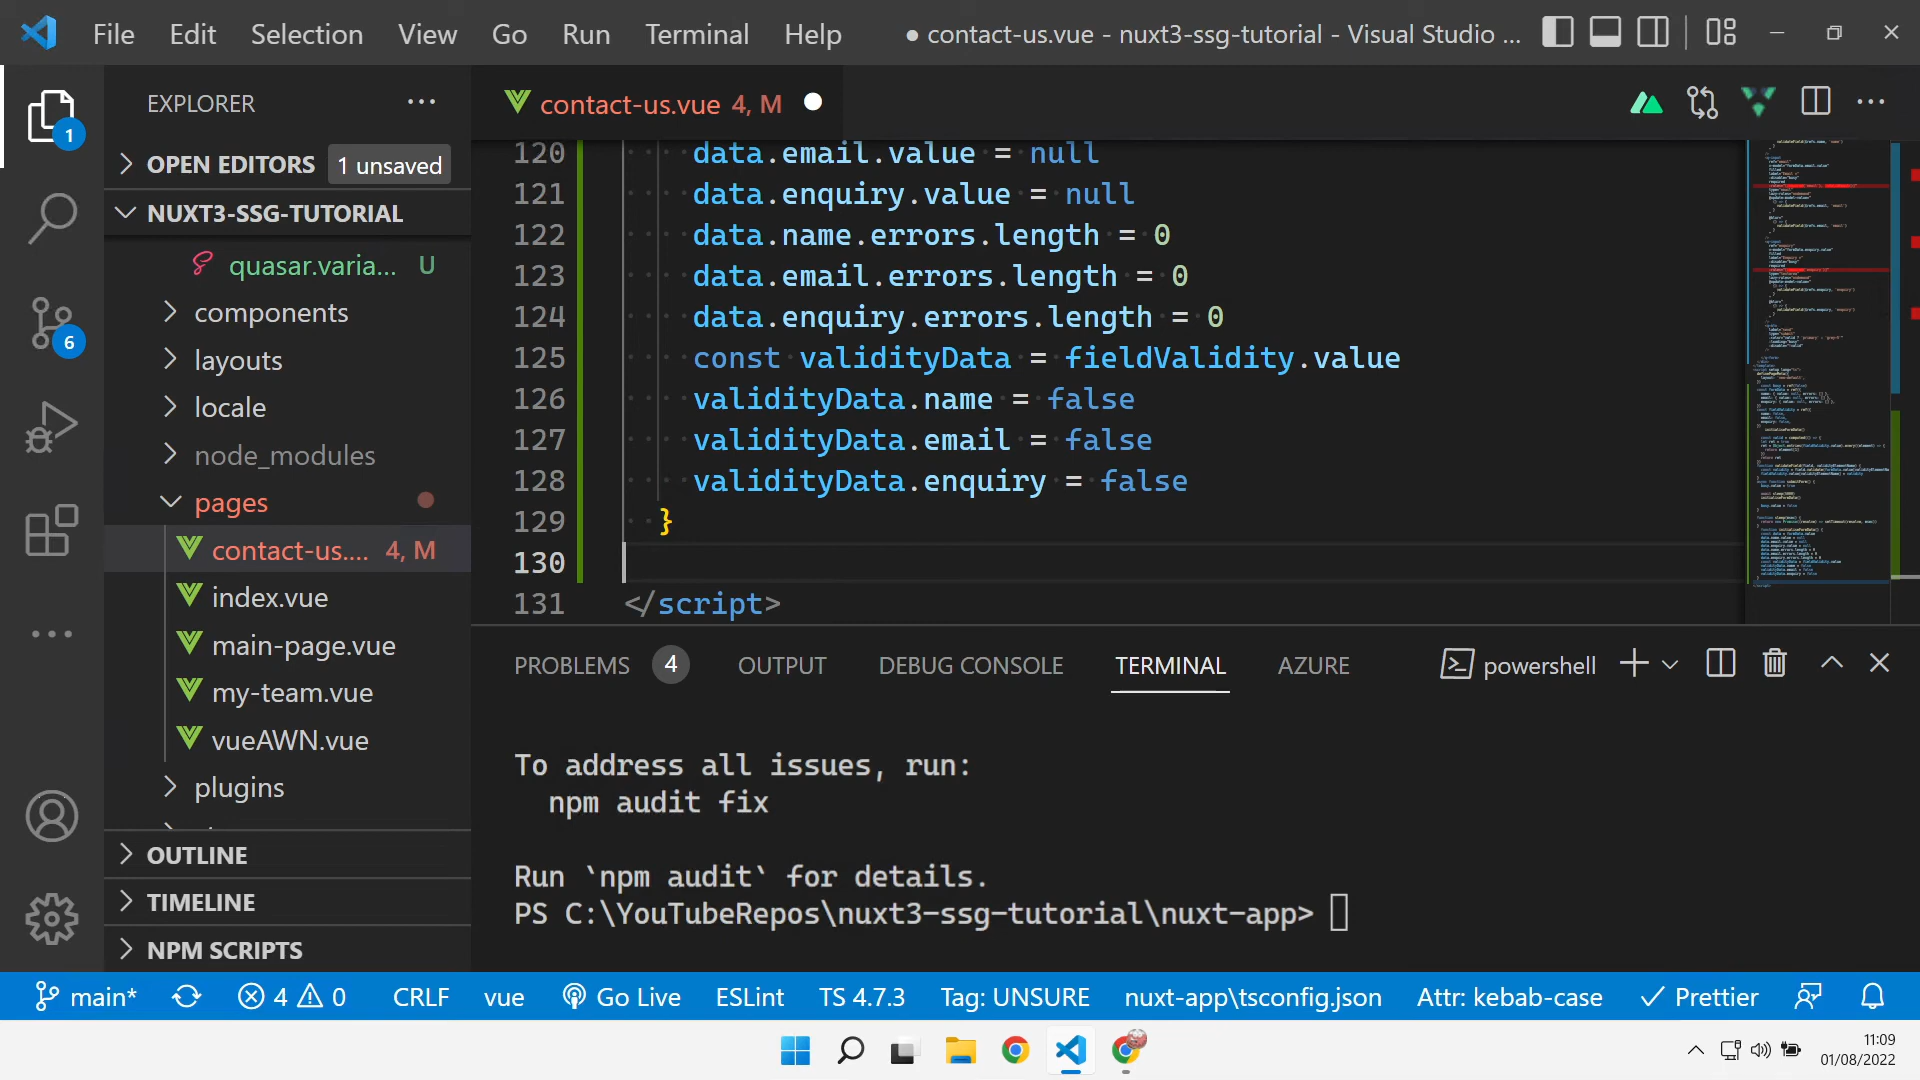 File Edit Selection View Go Run Terminal Help ● contact-us.vue - nuxt3-ssg-tutorial - Visual Studio ...
EXPLORER
contact-us.vue 4, M
1
OPEN EDITORS 1 unsaved
NUXT3-SSG-TUTORIAL
quasar.varia... U
components
layouts
locale
node_modules
pages
contact-us.... 4, M
index.vue
main-page.vue
my-team.vue
vueAWN.vue
plugins
OUTLINE
TIMELINE
NPM SCRIPTS
6
120 data.email.value = null
121 data.enquiry.value = null
122 data.name.errors.length = 0
123 data.email.errors.length = 0
124 data.enquiry.errors.length = 0
125 const validityData = fieldValidity.value
126 validityData.name = false
127 validityData.email = false
128 validityData.enquiry = false
129 }
130
131 </script>
PROBLEMS 4 OUTPUT DEBUG CONSOLE TERMINAL AZURE powershell
To address all issues, run:
npm audit fix
Run `npm audit` for details.
PS C:\YouTubeRepos\nuxt3-ssg-tutorial\nuxt-app>
main* 4 0 CRLF vue Go Live ESLint TS 4.7.3 Tag: UNSURE nuxt-app\tsconfig.json Attr: kebab-case Prettier
11:09
01/08/2022